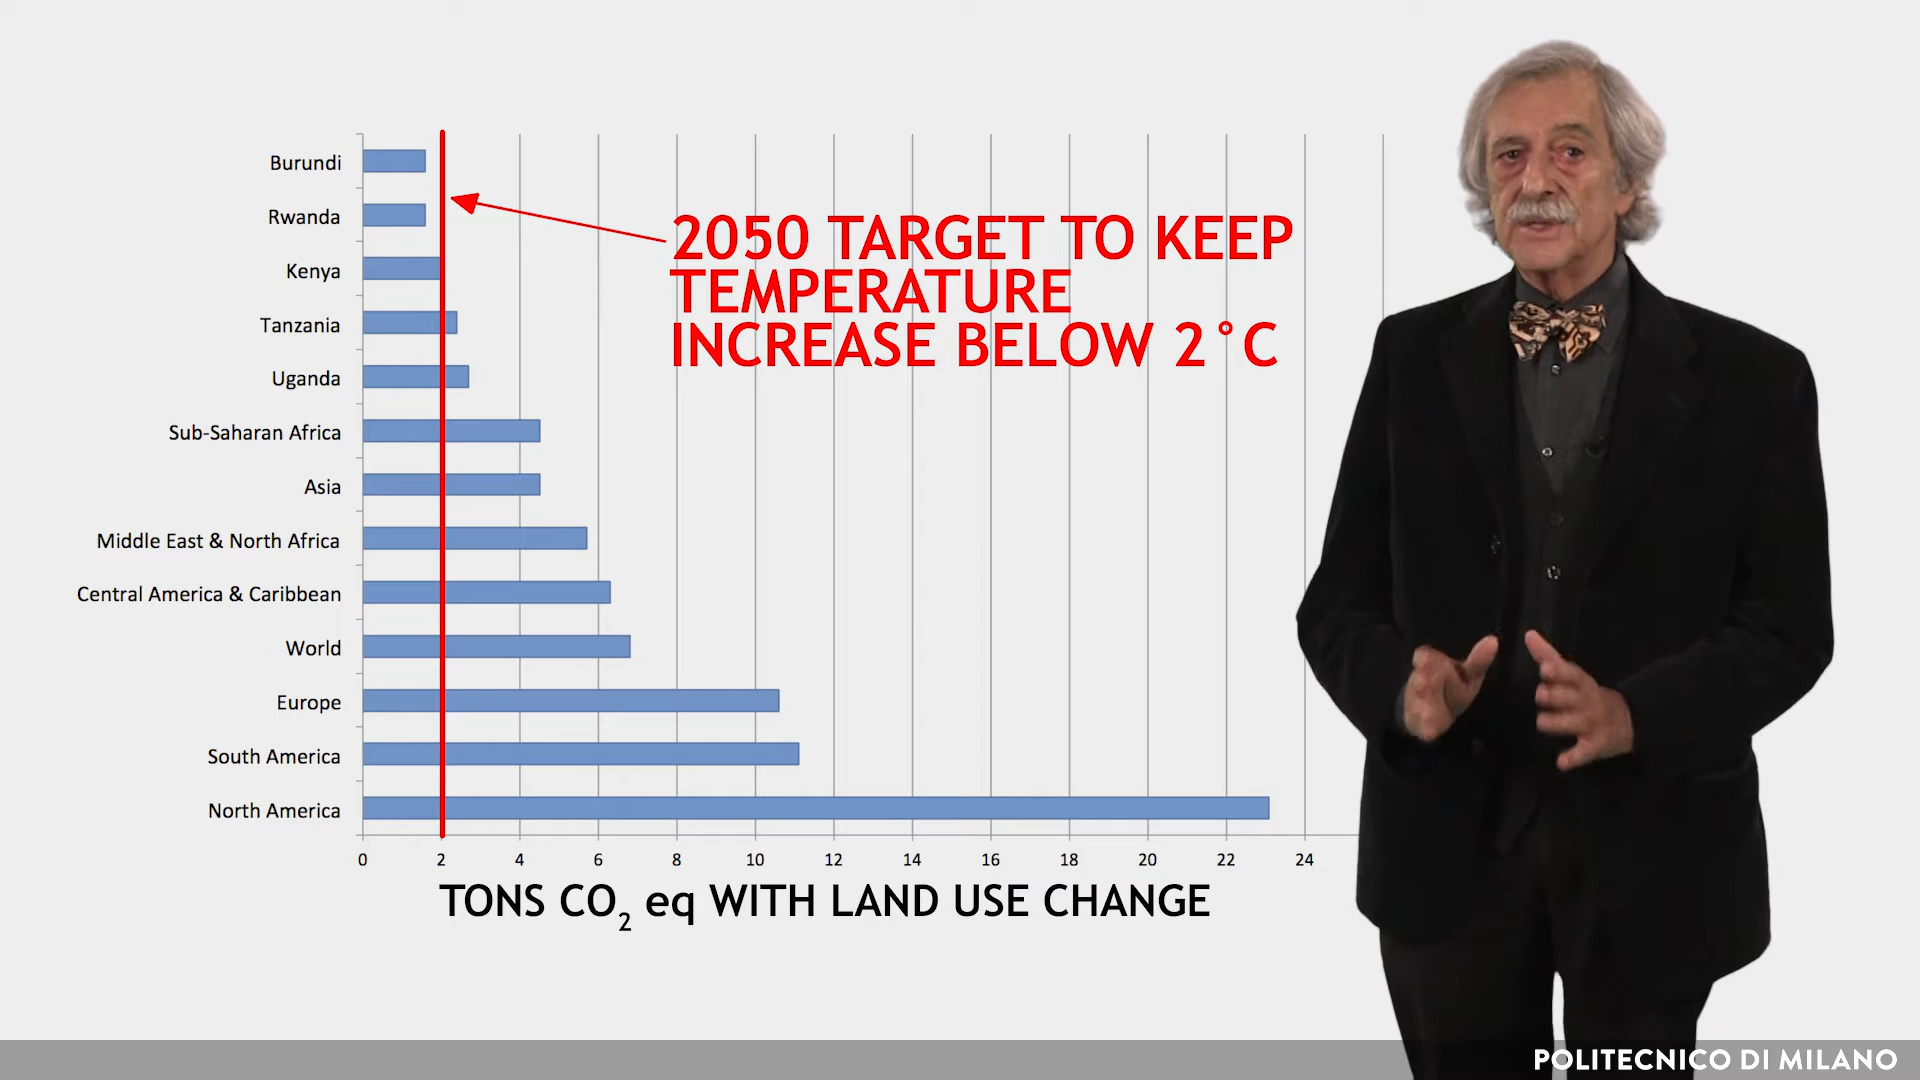 Burundi
Rwanda
Kenya
Tanzania
Uganda
Sub-Saharan Africa
Asia
Middle East & North Africa
Central America & Caribbean
World
Europe
South America
North America
2050 TARGET TO KEEP
TEMPERATURE
INCREASE BELOW 2°C
0 2 4 6 8 10 12 14 16 18 20 22 24
TONS CO₂ eq WITH LAND USE CHANGE
POLITECNICO DI MILANO